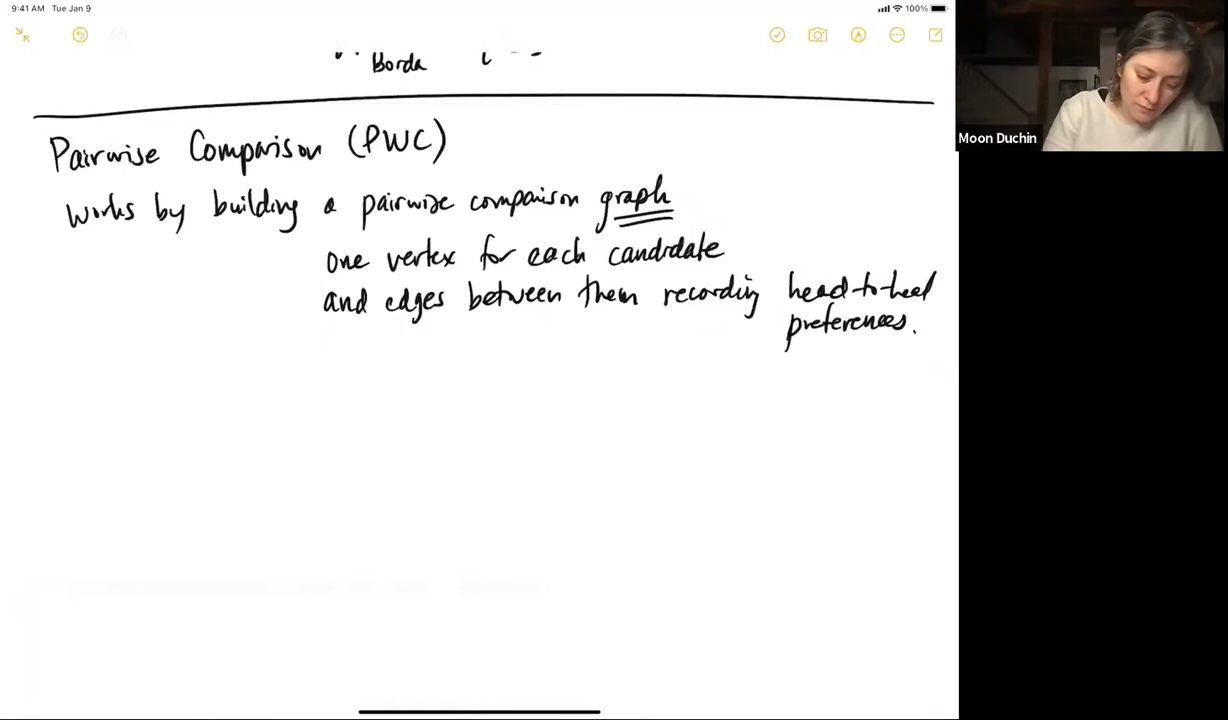 9:41 AM Tue Jan 9
100%
Borda
Moon Duchin
Pairwise Comparison (PWC)
works by building a pairwise comparison graph
one vertex for each candidate
and edges between them recording head-to-head
preferences.